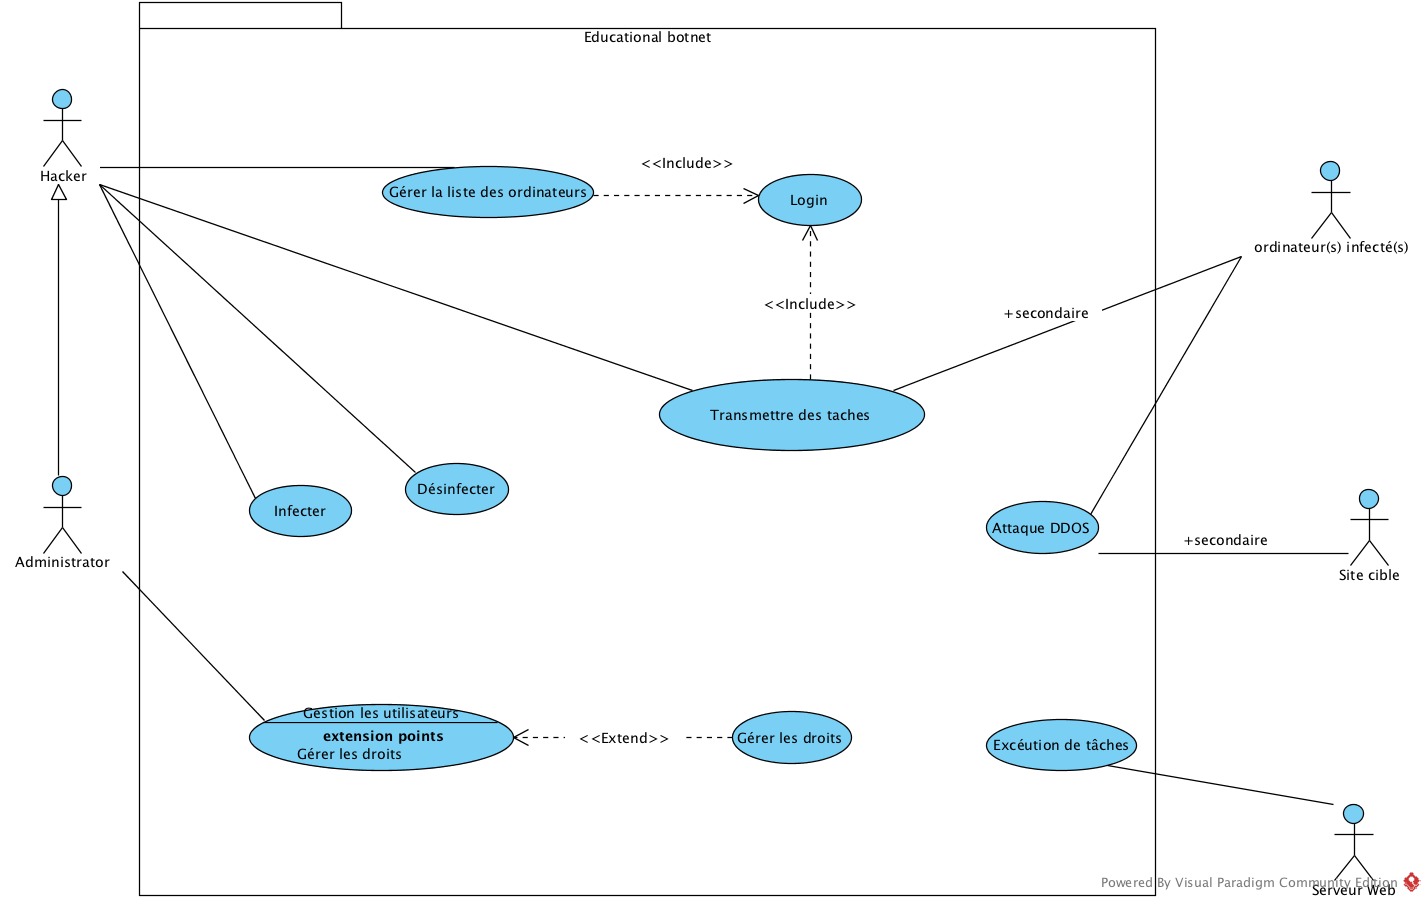 Educational botnet
Hacker
Gérer la liste des ordinateurs
<<Include>>
Login
ordinateur(s) infecté(s)
<<Include>>
+secondaire
Transmettre des taches
Infecter
Désinfecter
Attaque DDOS
+secondaire
Site cible
Administrator
Gestion les utilisateurs
extension points
Gérer les droits
<<Extend>>
Gérer les droits
Excéution de tâches
Powered By Visual Paradigm Community Edition
Serveur Web